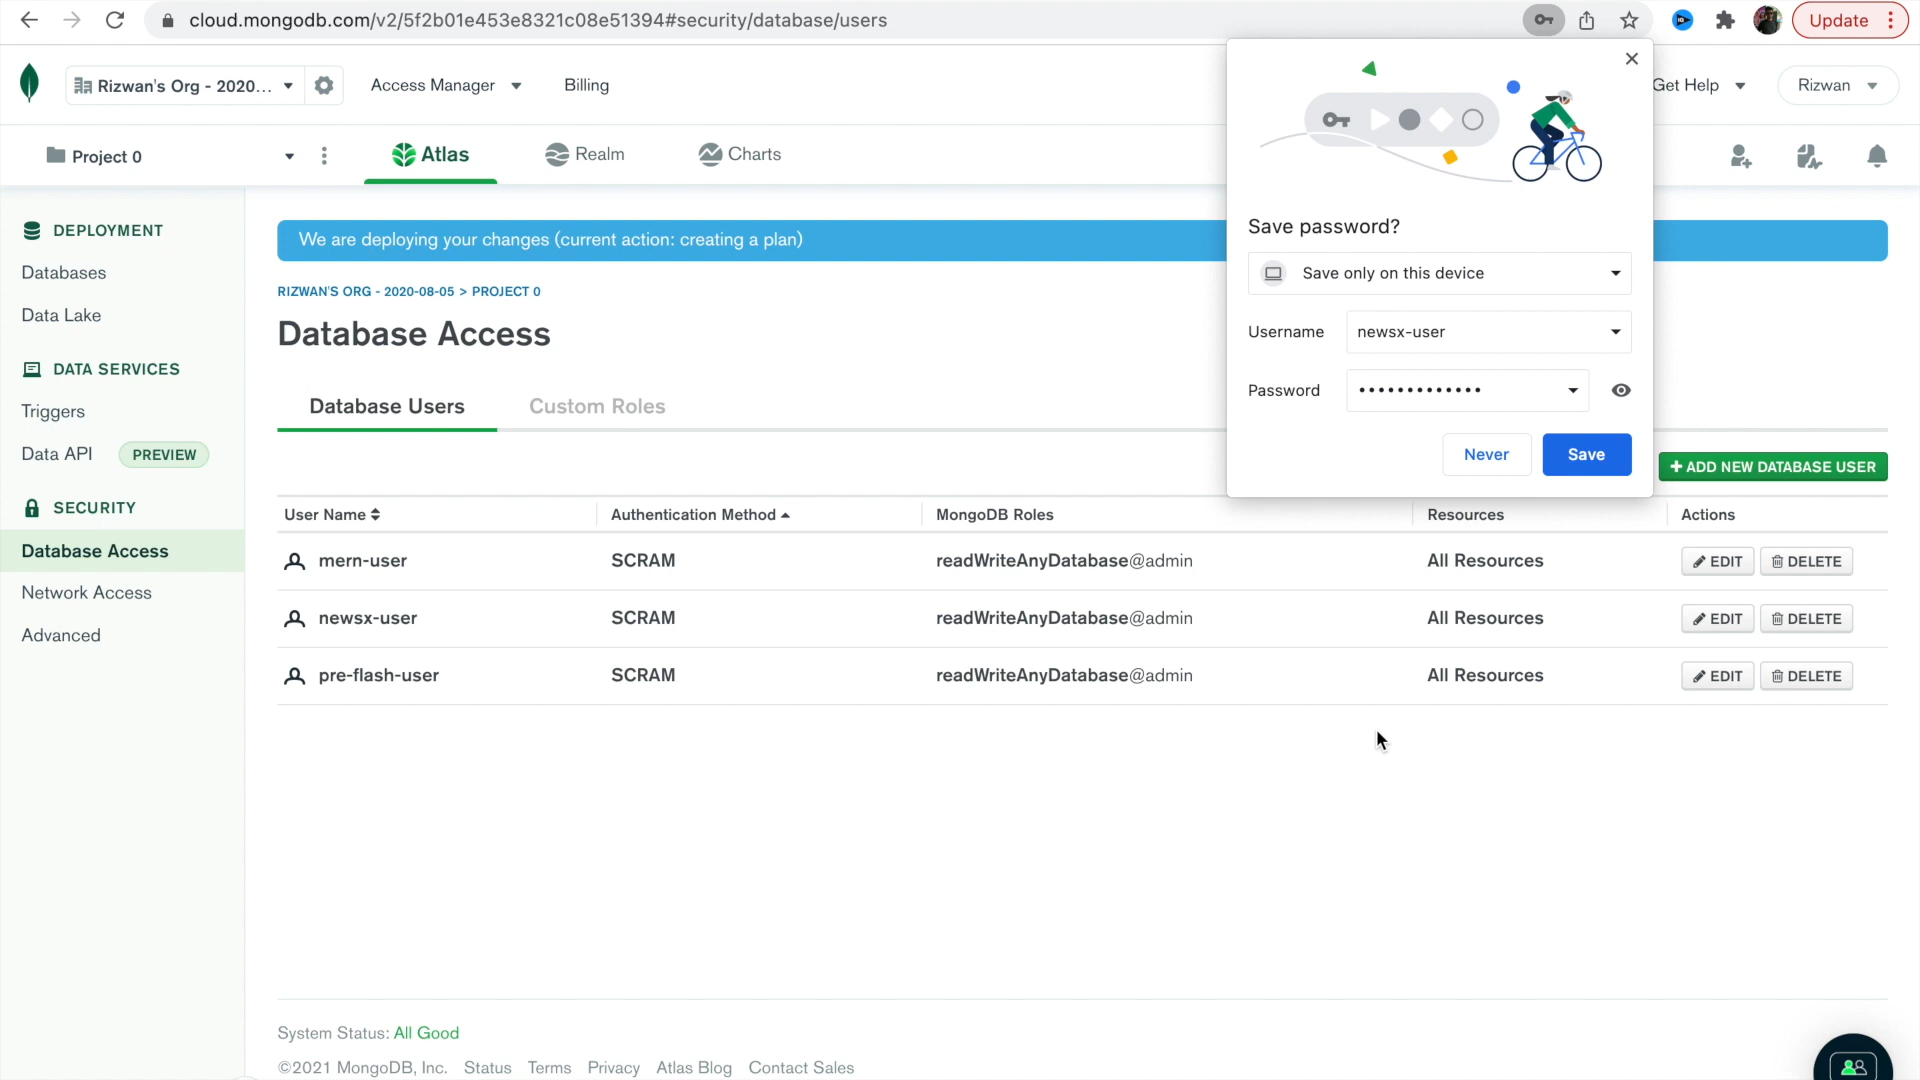 cloud.mongodb.com/v2/5f2b01e453e8321c08e51394#security/database/users
Update
Rizwan's Org - 2020...
Access Manager
Billing
Get Help
Rizwan
Project 0
Atlas
Realm
Charts
DEPLOYMENT
Databases
Data Lake
DATA SERVICES
Triggers
Data API PREVIEW
SECURITY
Database Access
Network Access
Advanced
We are deploying your changes (current action: creating a plan)
RIZWAN'S ORG - 2020-08-05 > PROJECT 0
Database Access
Database Users Custom Roles
Save password?
Save only on this device
Username newsx-user
Password •••••••••••••
Never Save
+ ADD NEW DATABASE USER
User Name Authentication Method MongoDB Roles Resources Actions
mern-user SCRAM readWriteAnyDatabase@admin All Resources EDIT DELETE
newsx-user SCRAM readWriteAnyDatabase@admin All Resources EDIT DELETE
pre-flash-user SCRAM readWriteAnyDatabase@admin All Resources EDIT DELETE
System Status: All Good
©2021 MongoDB, Inc. Status Terms Privacy Atlas Blog Contact Sales